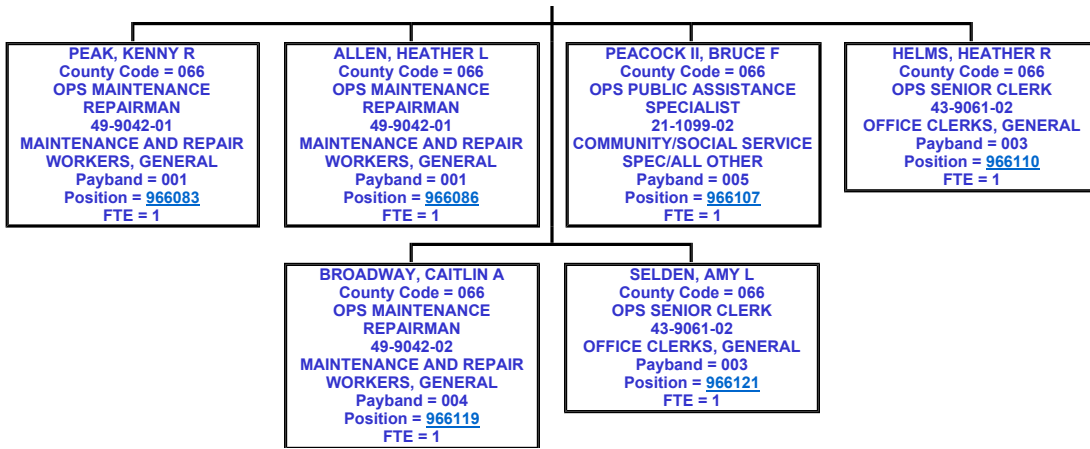 PEAK, KENNY R
County Code = 066
OPS MAINTENANCE
REPAIRMAN
49-9042-01
MAINTENANCE AND REPAIR
WORKERS, GENERAL
Payband = 001
Position = 966083
FTE = 1
ALLEN, HEATHER L
County Code = 066
OPS MAINTENANCE
REPAIRMAN
49-9042-01
MAINTENANCE AND REPAIR
WORKERS, GENERAL
Payband = 001
Position = 966086
FTE = 1
PEACOCK II, BRUCE F
County Code = 066
OPS PUBLIC ASSISTANCE
SPECIALIST
21-1099-02
COMMUNITY/SOCIAL SERVICE
SPEC/ALL OTHER
Payband = 005
Position = 966107
FTE = 1
HELMS, HEATHER R
County Code = 066
OPS SENIOR CLERK
43-9061-02
OFFICE CLERKS, GENERAL
Payband = 003
Position = 966110
FTE = 1
BROADWAY, CAITLIN A
County Code = 066
OPS MAINTENANCE
REPAIRMAN
49-9042-02
MAINTENANCE AND REPAIR
WORKERS, GENERAL
Payband = 004
Position = 966119
FTE = 1
SELDEN, AMY L
County Code = 066
OPS SENIOR CLERK
43-9061-02
OFFICE CLERKS, GENERAL
Payband = 003
Position = 966121
FTE = 1